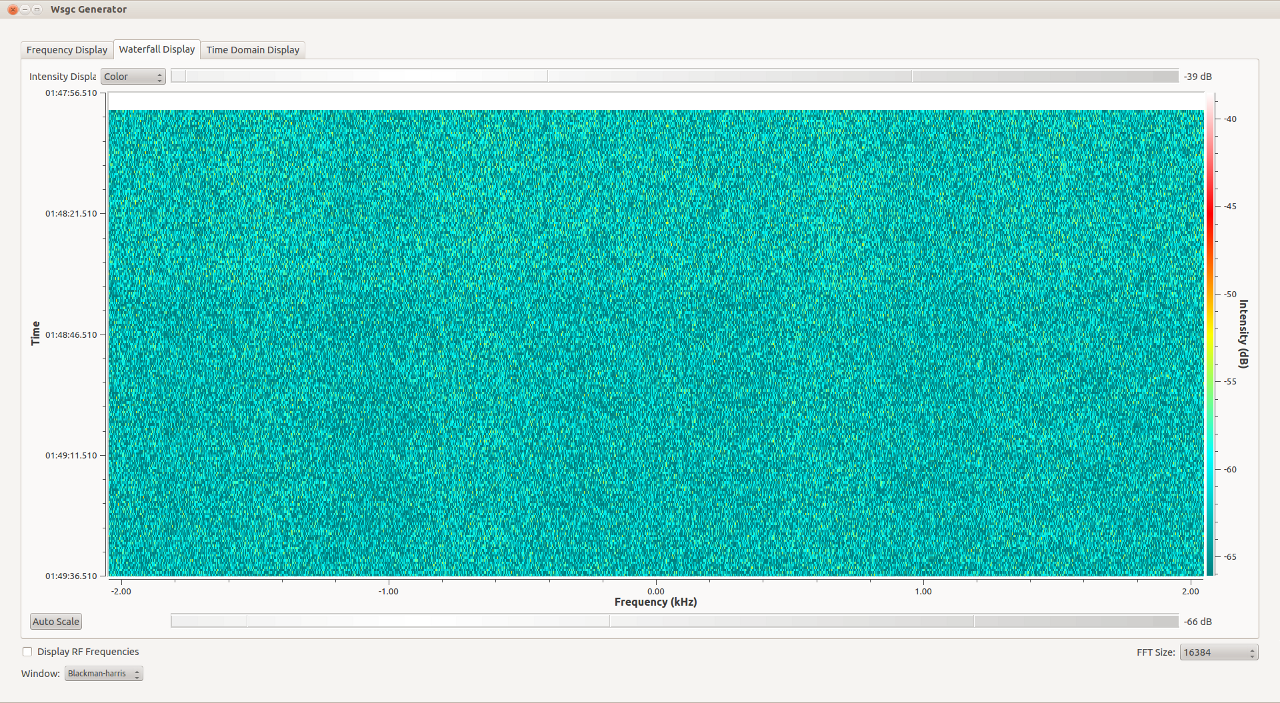 Wsgc Generator
Frequency Display Waterfall Display Time Domain Display
Intensity Displa Color -39 dB
01:47:56.510
01:48:21.510
01:48:46.510
01:49:11.510
01:49:36.510
Time
-2.00 -1.00 0.00 1.00 2.00
Frequency (kHz)
-40
-45
-50
-55
-60
-65
Intensity (dB)
Auto Scale -66 dB
Display RF Frequencies FFT Size: 16384
Window: Blackman-harris